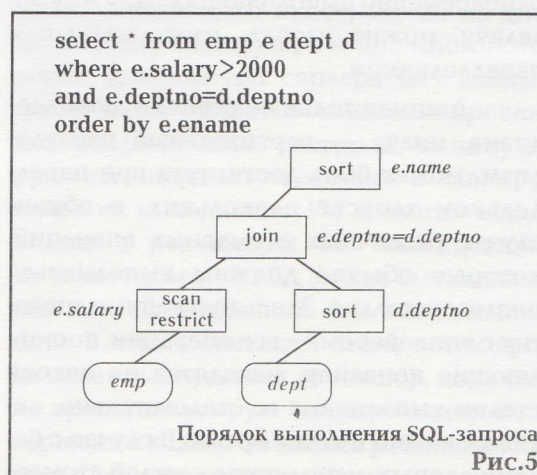 select * from emp e dept d
where e.salary>2000
and e.deptno=d.deptno
order by e.ename
sort e.name
join e.deptno=d.deptno
e.salary scan restrict sort d.deptno
emp dept
Порядок выполнения SQL-запроса
Рис.5